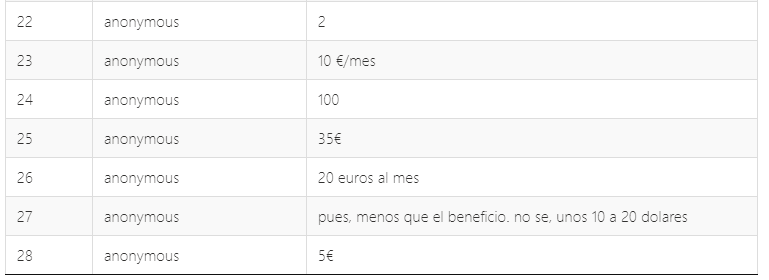 22 anonymous 2
23 anonymous 10 €/mes
24 anonymous 100
25 anonymous 35€
26 anonymous 20 euros al mes
27 anonymous pues, menos que el beneficio. no se, unos 10 a 20 dolares
28 anonymous 5€